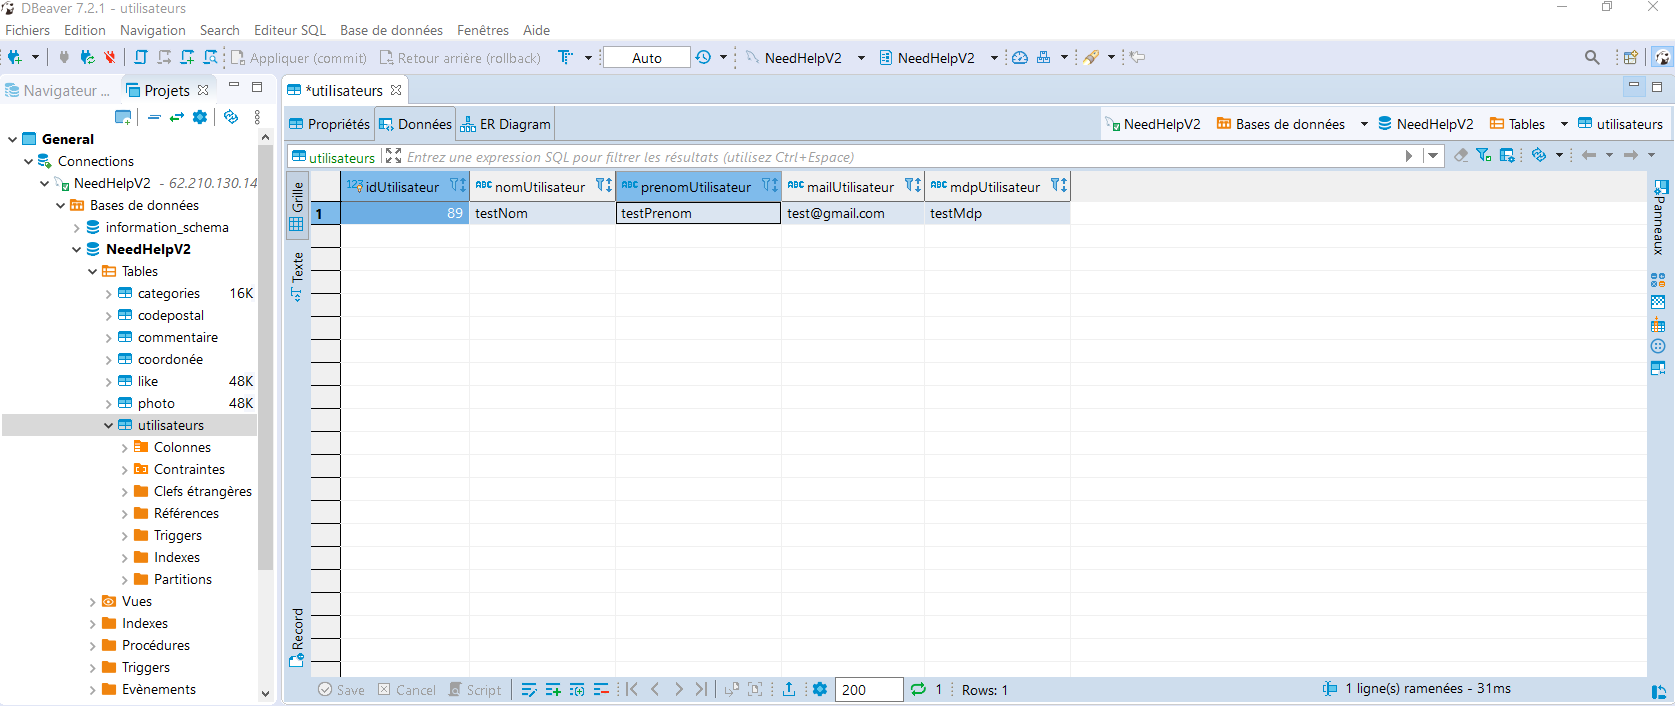 DBeaver 7.2.1 - utilisateurs
Fichiers Edition Navigation Search Editeur SQL Base de données Fenêtres Aide
Appliquer (commit) Retour arrière (rollback) Auto NeedHelpV2 NeedHelpV2
Navigateur ... Projets
*utilisateurs
Propriétés Données ER Diagram
NeedHelpV2 Bases de données NeedHelpV2 Tables utilisateurs
utilisateurs Entrez une expression SQL pour filtrer les résultats (utilisez Ctrl+Espace)
General
Connections
NeedHelpV2 - 62.210.130.14
Bases de données
information_schema
NeedHelpV2
Tables
categories 16K
codepostal
commentaire
coordonée
like 48K
photo 48K
utilisateurs
Colonnes
Contraintes
Clefs étrangères
Références
Triggers
Indexes
Partitions
Vues
Indexes
Procédures
Triggers
Evènements
Grille
Texte
Record
123 idUtilisateur ABC nomUtilisateur ABC prenomUtilisateur ABC mailUtilisateur ABC mdpUtilisateur
1 89 testNom testPrenom test@gmail.com testMdp
Panneaux
Save Cancel Script 200 1 Rows: 1 1 ligne(s) ramenées - 31ms